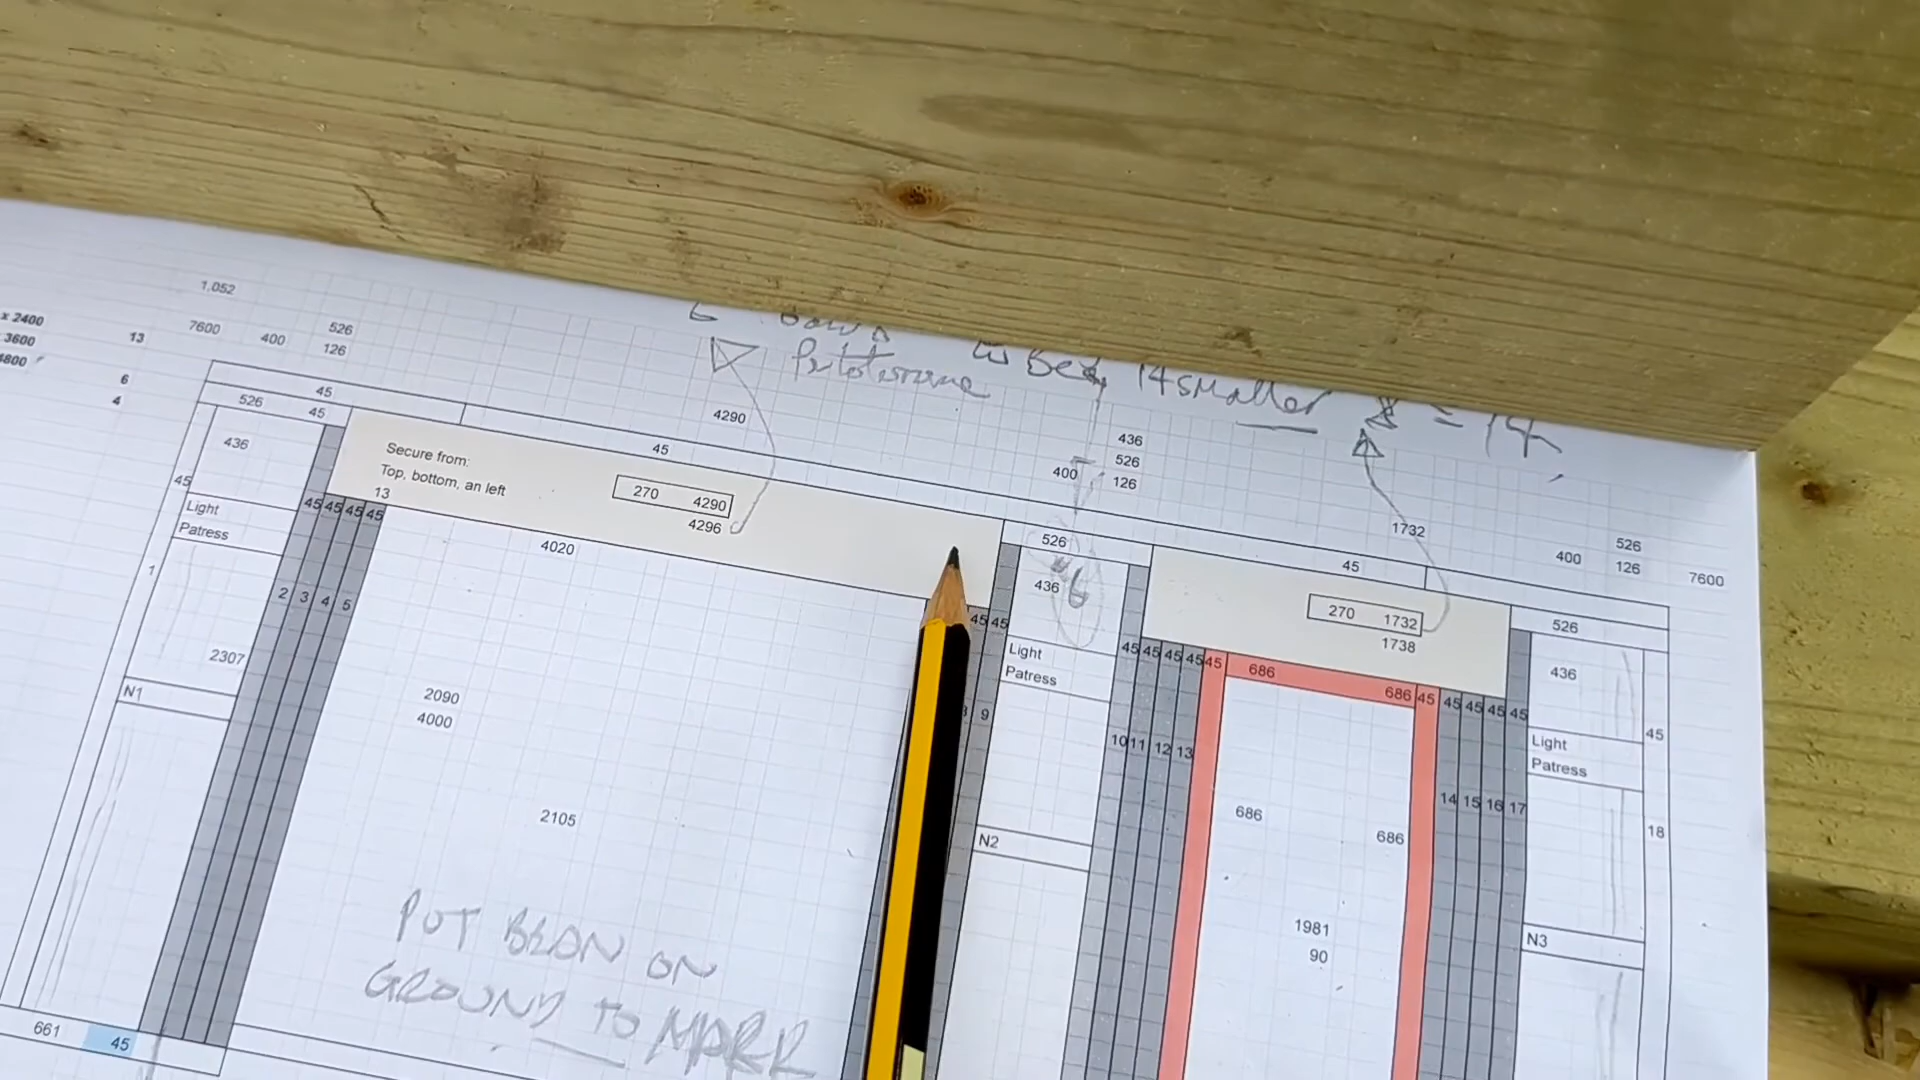 1.052
x 2400 13 7600 400 526
3600 126
4800 6
4
to Be 14 smaller = 14
4290
436
526
400 126
1732
400 526
126 7600
45
526 45
436
45
Light
Patress
1
2307
N1
661 45
Secure from:
Top, bottom, an left
13
45
270 4290
4296
45 45 45 45
2 3 4 5
4020
2090
4000
2105
PUT ON
GROUND TO MARK
45 45
9
526
436
6
Light
Patress
N2
45
270 1732
1738
45 45 45 45 45 686 686 45 45 45 45 45
10 11 12 13
14 15 16 17
686 686
1981
90
526
436
Light
Patress
N3
45
18